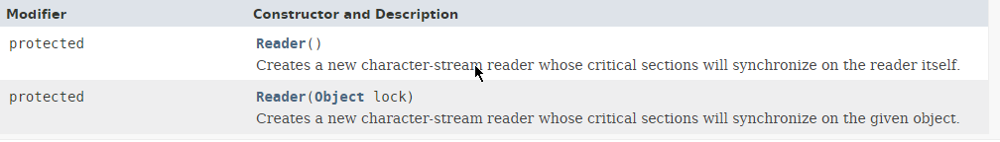 Modifier Constructor and Description
protected Reader()
Creates a new character-stream reader whose critical sections will synchronize on the reader itself.
protected Reader(Object lock)
Creates a new character-stream reader whose critical sections will synchronize on the given object.